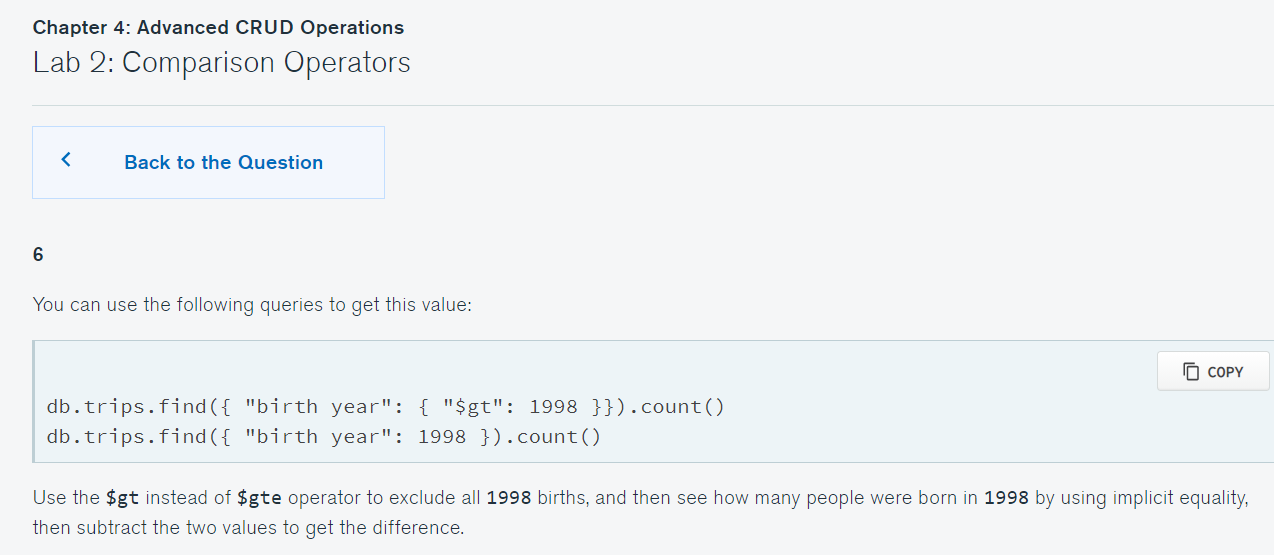 Chapter 4: Advanced CRUD Operations
Lab 2: Comparison Operators
Back to the Question
6
You can use the following queries to get this value:
COPY
db.trips.find({ "birth year": { "$gt": 1998 }}).count()
db.trips.find({ "birth year": 1998 }).count()
Use the $gt instead of $gte operator to exclude all 1998 births, and then see how many people were born in 1998 by using implicit equality,
then subtract the two values to get the difference.